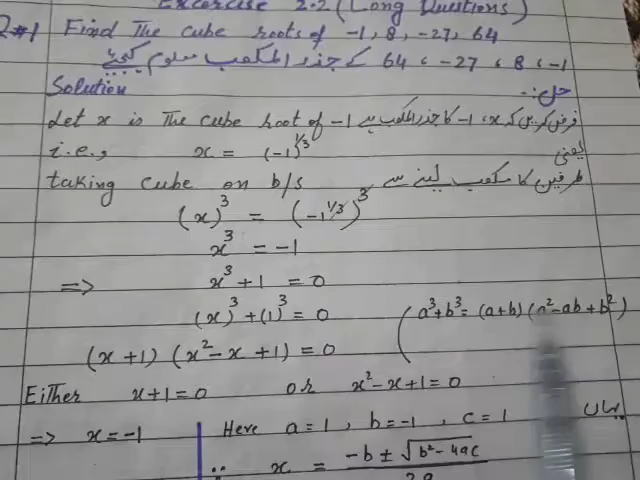 Exercise 2.2 (Long Questions)
Q#1 Find The cube roots of -1, 8, -27, 64
-1 ، 8 ، -27 ، 64 کے جذر المکعب معلوم کیجئے
Solution حل:۔
Let x is The cube root of -1 فرض کریں کہ x، -1 کا جذر المکعب ہے
i.e., x = (-1)^{1/3} یعنی
taking cube on b/s طرفین کا مکعب لینے سے
(x)^3 = (-1^{1/3})^3
x^3 = -1
=> x^3 + 1 = 0
(x)^3 + (1)^3 = 0 ( a^3+b^3 = (a+b) (a^2-ab+b^2)
(x+1) (x^2-x+1) = 0
Either x+1=0 or x^2-x+1=0
=> x=-1 Here a=1, b=-1, c=1 یہاں
∵ x = \frac{-b ± \sqrt{b^2-4ac}}{2a}